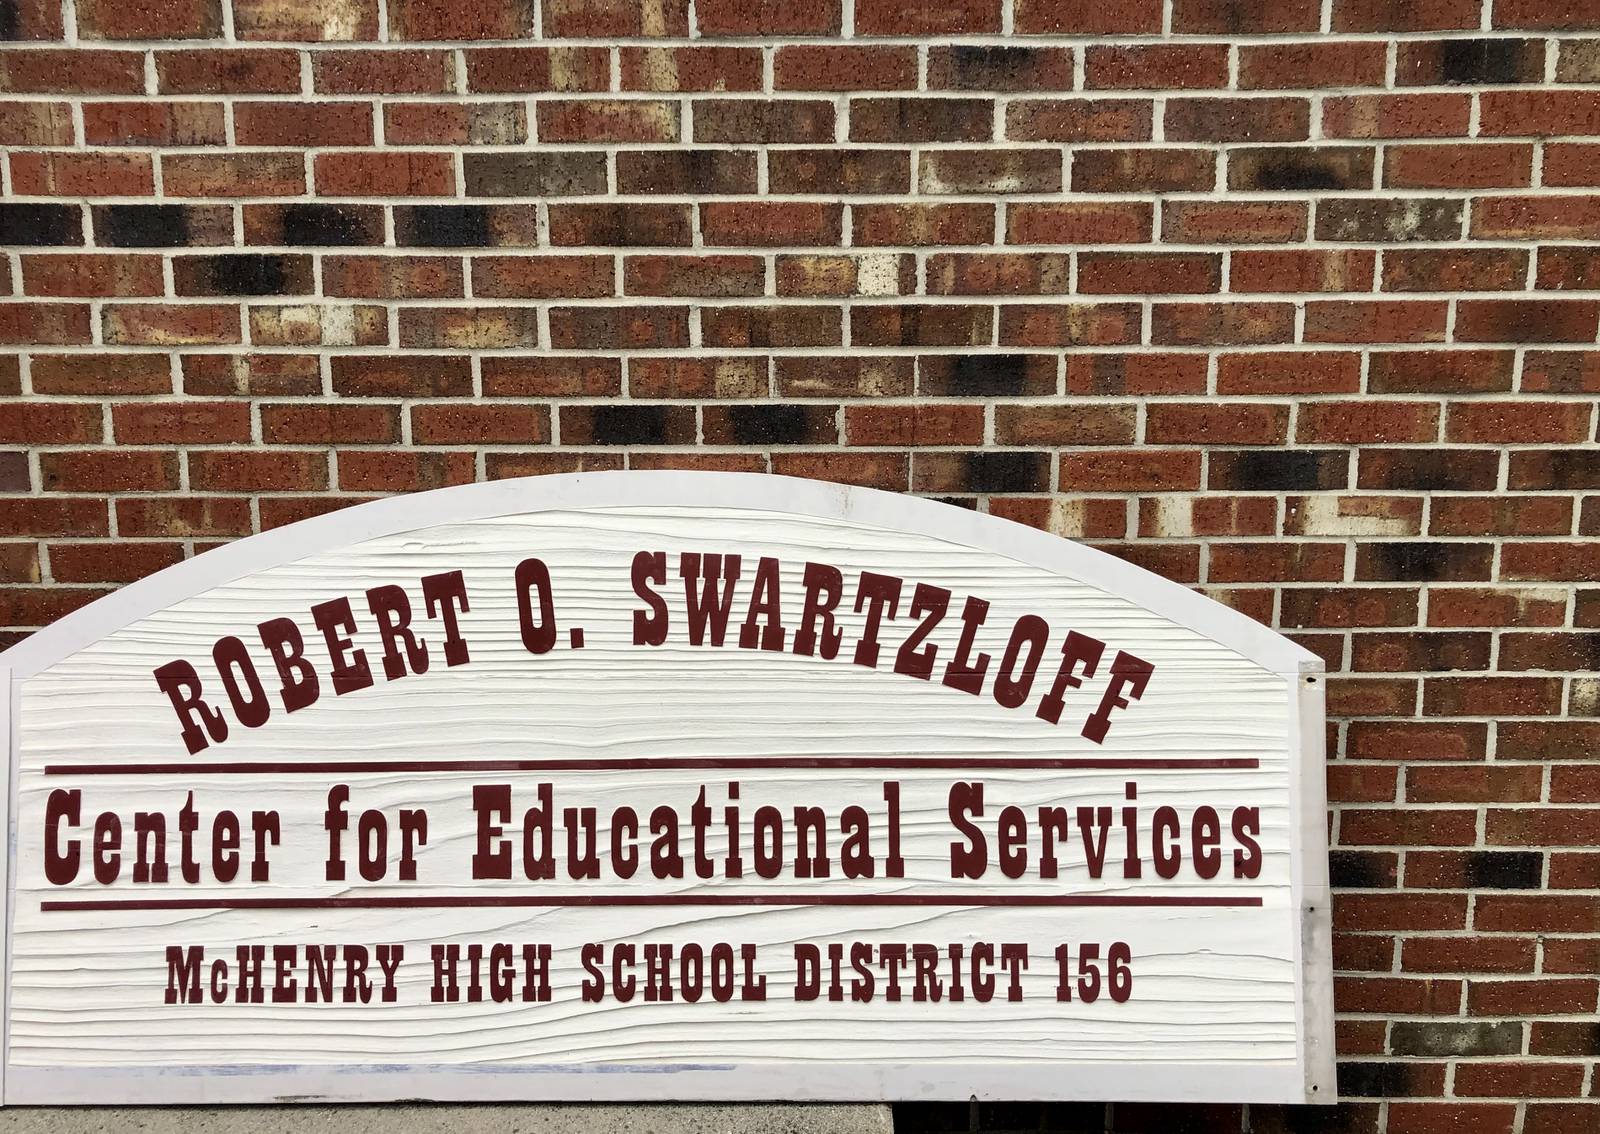 ROBERT O. SWARTZLOFF
Center for Educational Services
McHENRY HIGH SCHOOL DISTRICT 156